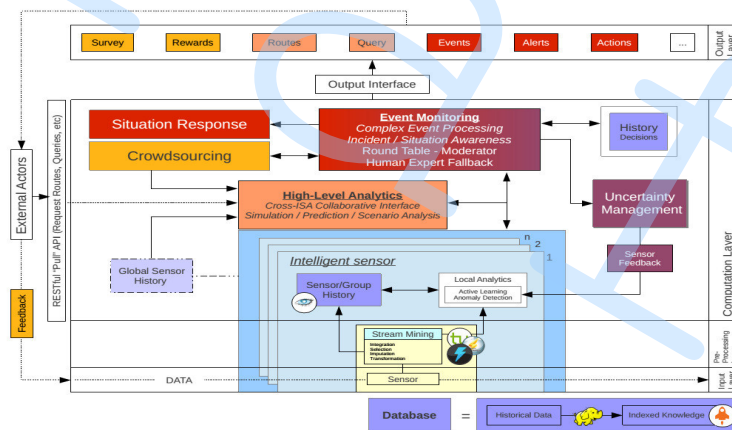 Survey
Rewards
Routes
Query
Events
Alerts
Actions
...
Output
Layer
Output Interface
External Actors
RESTful "Pull" API (Request Routes, Queries, etc)
Situation Response
Crowdsourcing
Event Monitoring
Complex Event Processing
Incident / Situation Awareness
Round Table - Moderator
Human Expert Fallback
History
Decisions
High-Level Analytics
Cross-ISA Collaborative Interface
Simulation / Prediction / Scenario Analysis
Uncertainty
Management
Sensor
Feedback
Computation Layer
Global Sensor
History
n
2
1
Intelligent sensor
Sensor/Group
History
Local Analytics
Active Learning
Anomaly Detection
Feedback
Stream Mining
Integration
Selection
Imputation
Transformation
Pre-
Processing
DATA
Sensor
Input
Layer
Database
=
Historical Data
Indexed Knowledge